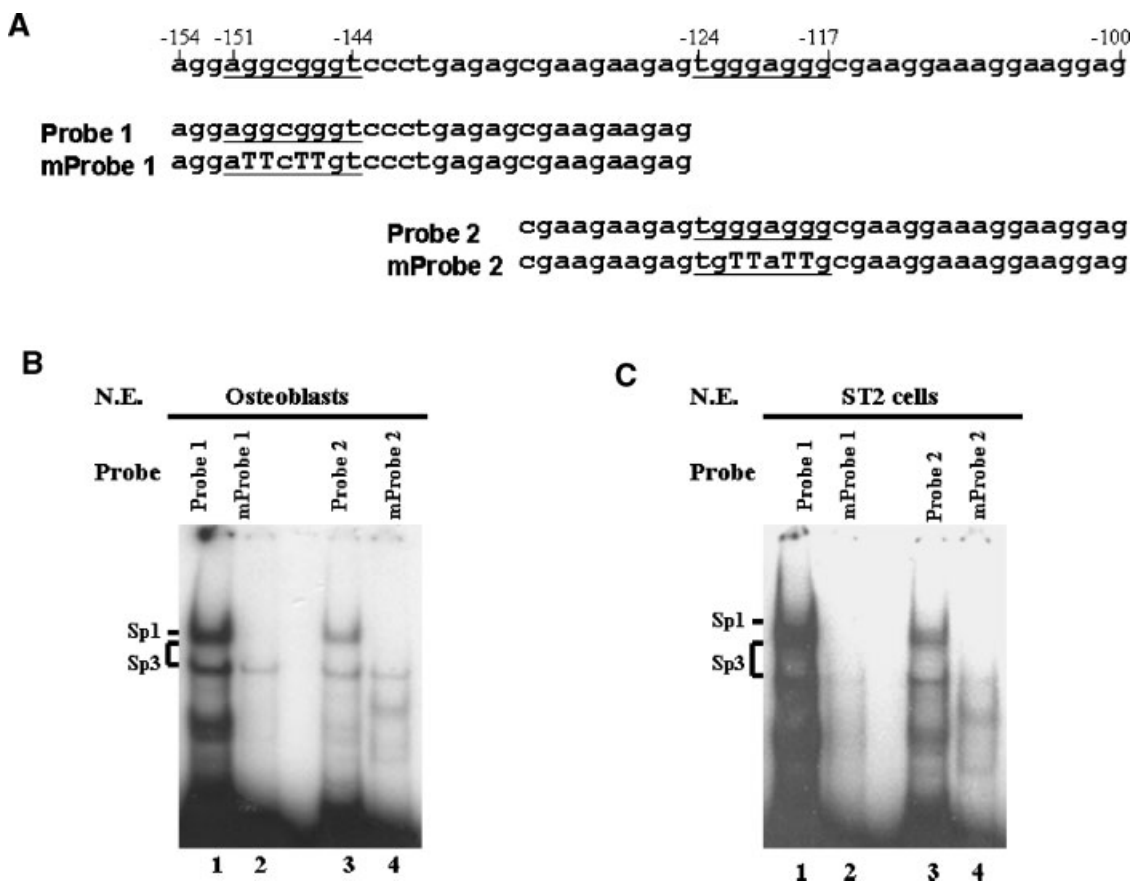 A
-154 -151 -144 -124 -117 -100
aggaggcgggtccctgagagcgaagaagagtgggagggcgaaggaaaggaaggag
Probe 1 aggaggcgggtccctgagagcgaagaagag
mProbe 1 aggaTTcTTgtccctgagagcgaagaagag
Probe 2 cgaagaagagtgggagggcgaaggaaaggaaggag
mProbe 2 cgaagaagagtgTTaTTgcgaaggaaaggaaggag
B
N.E. Osteoblasts
Probe Probe 1 mProbe 1 Probe 2 mProbe 2
Sp1
Sp3
1 2 3 4
C
N.E. ST2 cells
Probe Probe 1 mProbe 1 Probe 2 mProbe 2
Sp1
Sp3
1 2 3 4